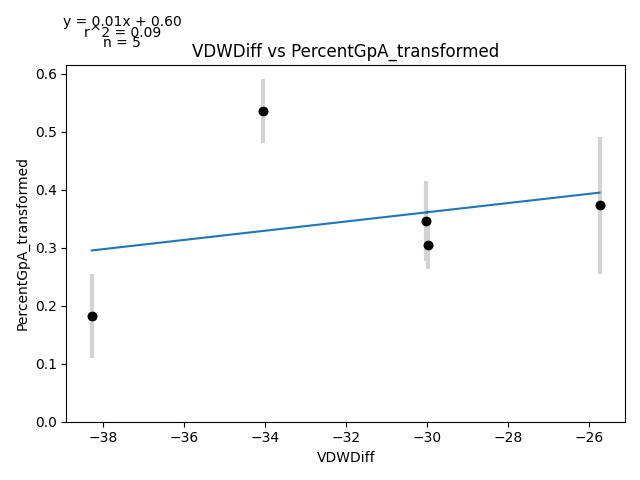 y = 0.01x + 0.60
r^2 = 0.09
n = 5
VDWDiff vs PercentGpA_transformed
PercentGpA_transformed
0.6
0.5
0.4
0.3
0.2
0.1
0.0
−38 −36 −34 −32 −30 −28 −26
VDWDiff